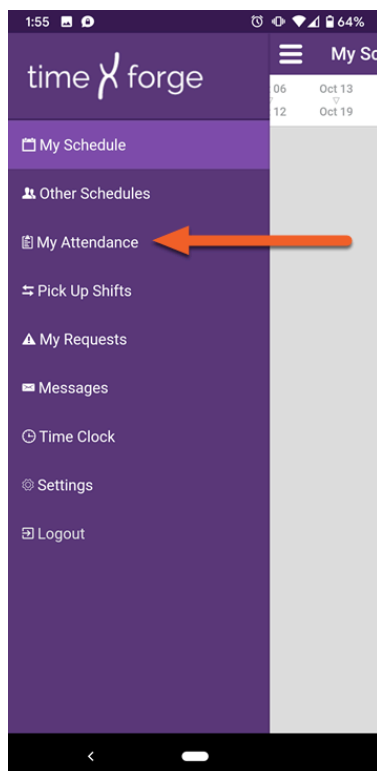 1:55 64%
time forge
My Sc
06 Oct 13
12 Oct 19
My Schedule
Other Schedules
My Attendance
Pick Up Shifts
My Requests
Messages
Time Clock
Settings
Logout